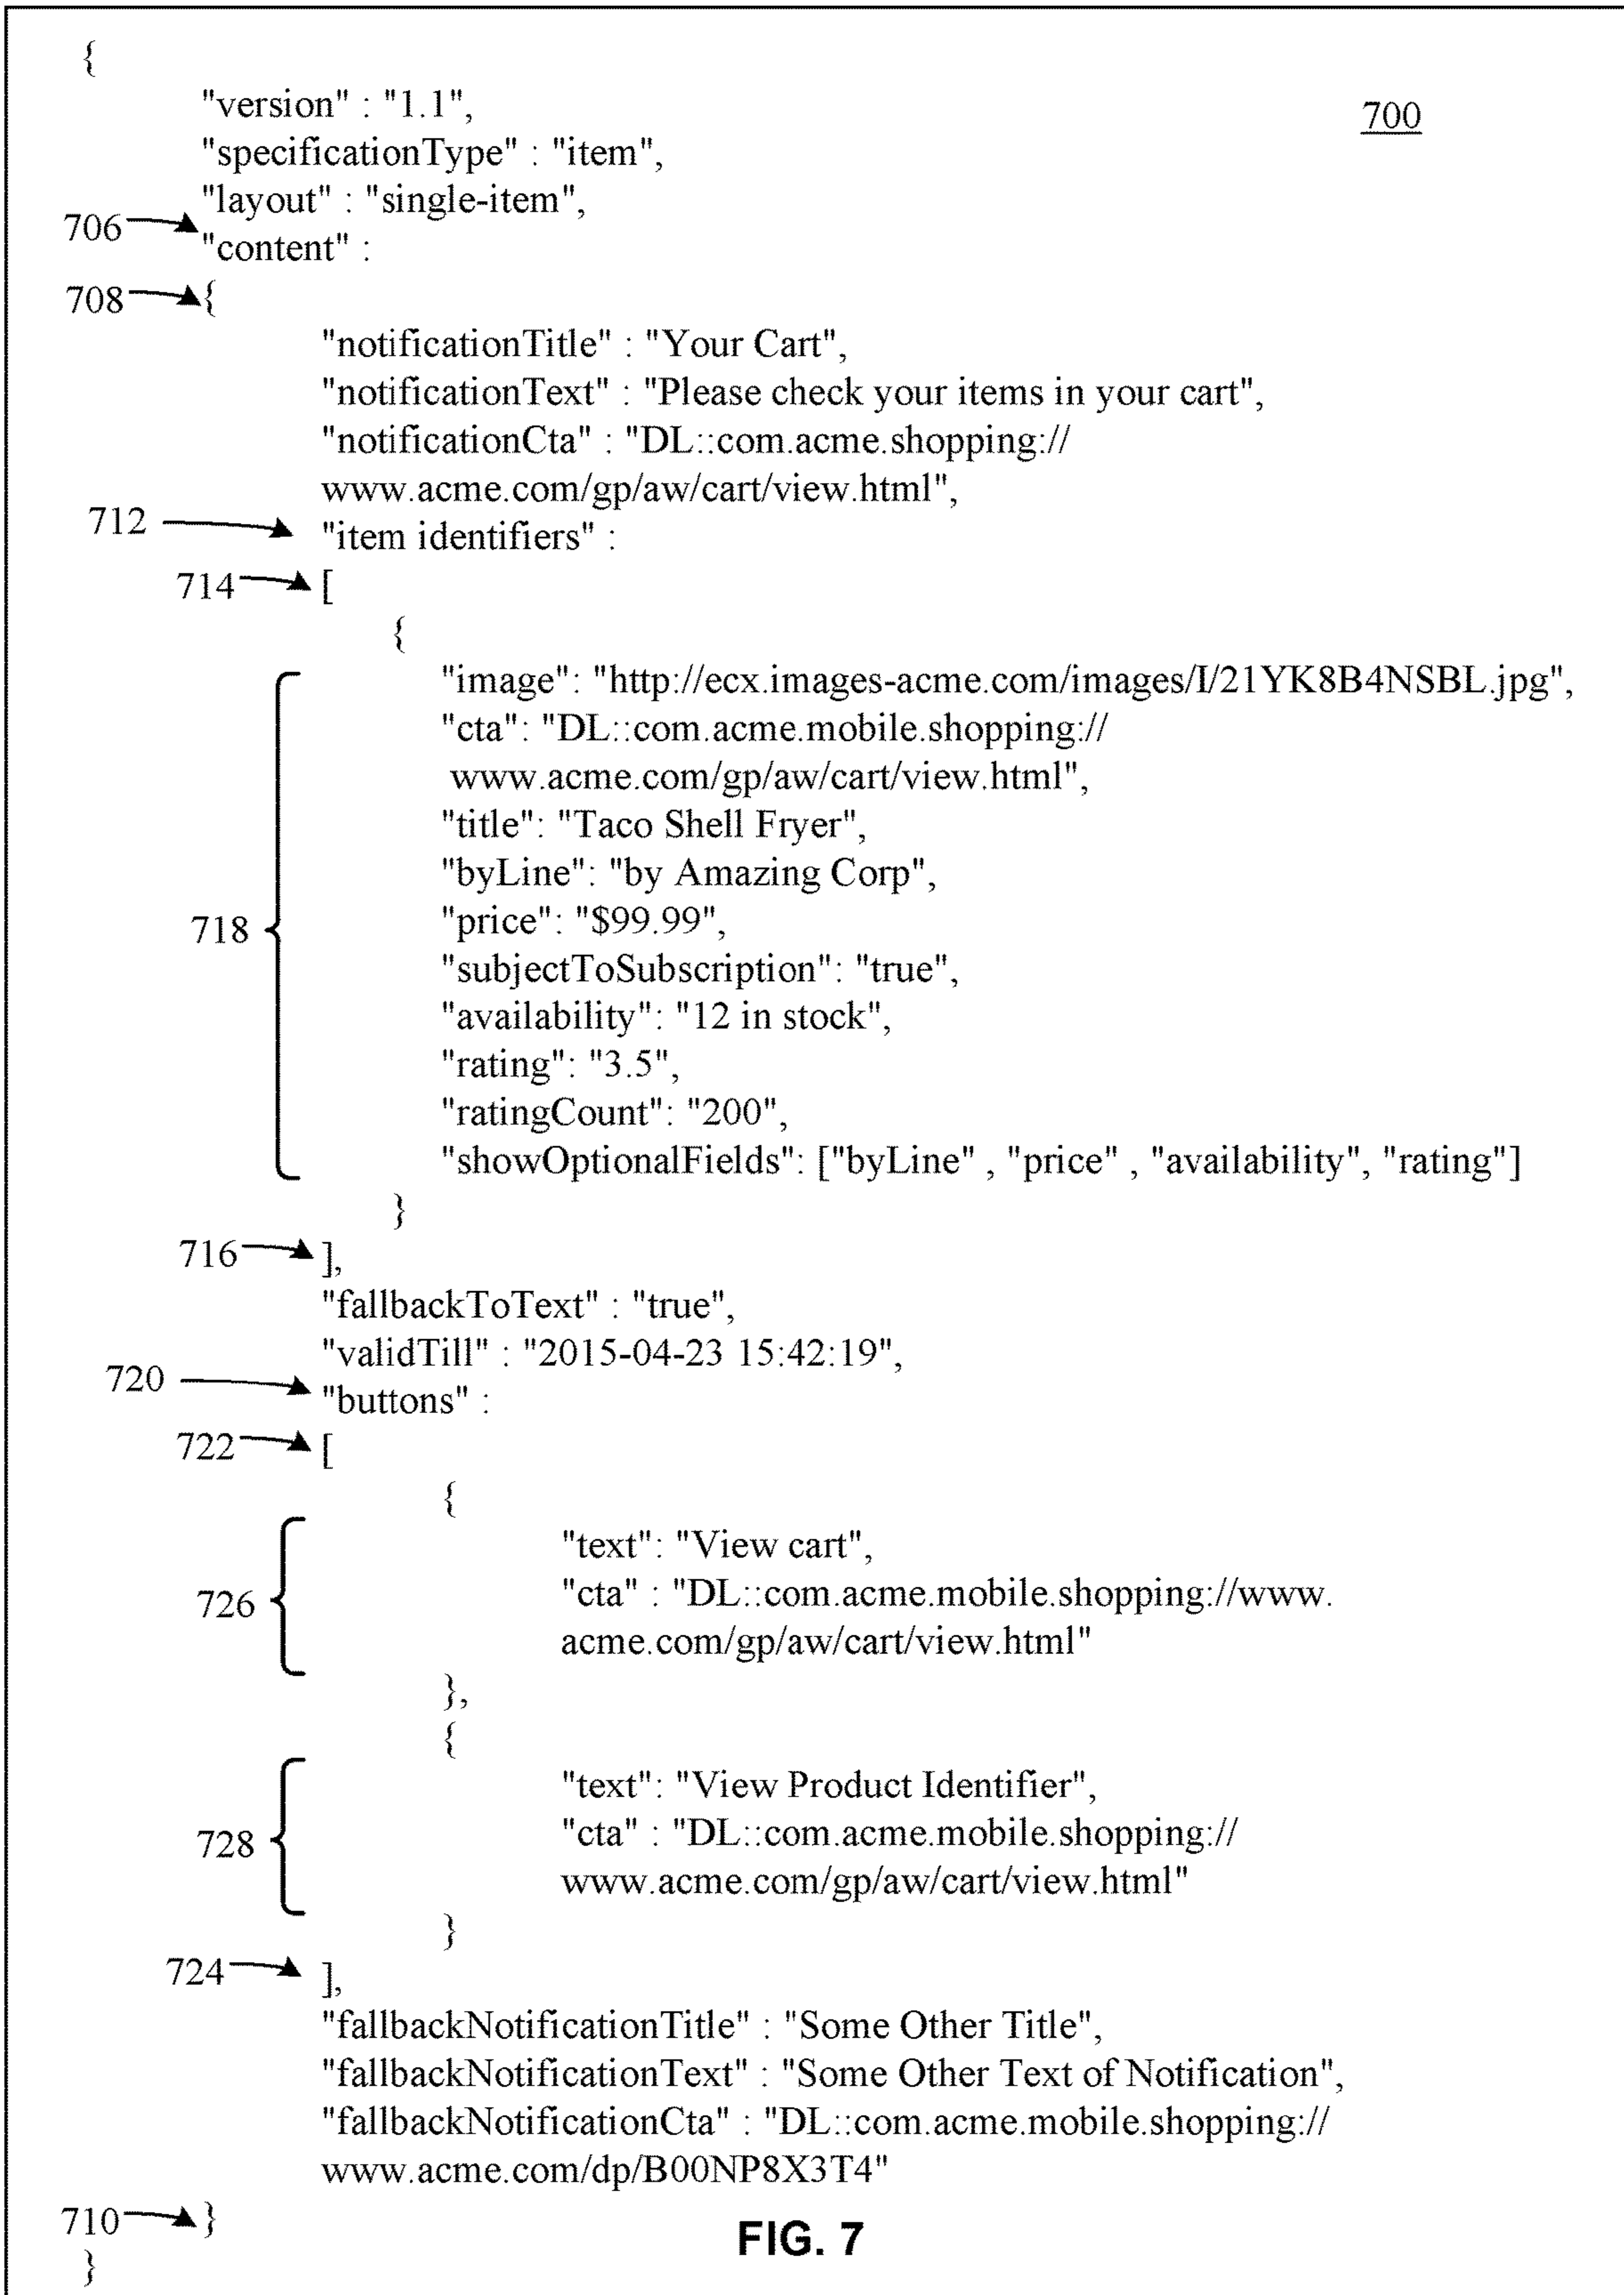 {
"version" : "1.1",
700
"specificationType" : "item",
"layout" : "single-item",
706
"content" :
708 {
"notificationTitle" : "Your Cart",
"notificationText" : "Please check your items in your cart",
"notificationCta" : "DL::com.acme.shopping://
www.acme.com/gp/aw/cart/view.html",
712
"item identifiers" :
714 [
{
"image": "http://ecx.images-acme.com/images/I/21YK8B4NSBL.jpg",
"cta": "DL::com.acme.mobile.shopping://
www.acme.com/gp/aw/cart/view.html",
"title": "Taco Shell Fryer",
"byLine": "by Amazing Corp",
718 "price": "$99.99",
"subjectToSubscription": "true",
"availability": "12 in stock",
"rating": "3.5",
"ratingCount": "200",
"showOptionalFields": ["byLine" , "price" , "availability", "rating"]
}
716 ],
"fallbackToText" : "true",
"validTill" : "2015-04-23 15:42:19",
720
"buttons" :
722 [
{
"text": "View cart",
726 "cta" : "DL::com.acme.mobile.shopping://www.
acme.com/gp/aw/cart/view.html"
},
{
"text": "View Product Identifier",
728 "cta" : "DL::com.acme.mobile.shopping://
www.acme.com/gp/aw/cart/view.html"
}
724 ],
"fallbackNotificationTitle" : "Some Other Title",
"fallbackNotificationText" : "Some Other Text of Notification",
"fallbackNotificationCta" : "DL::com.acme.mobile.shopping://
www.acme.com/dp/B00NP8X3T4"
710 }
FIG. 7
}